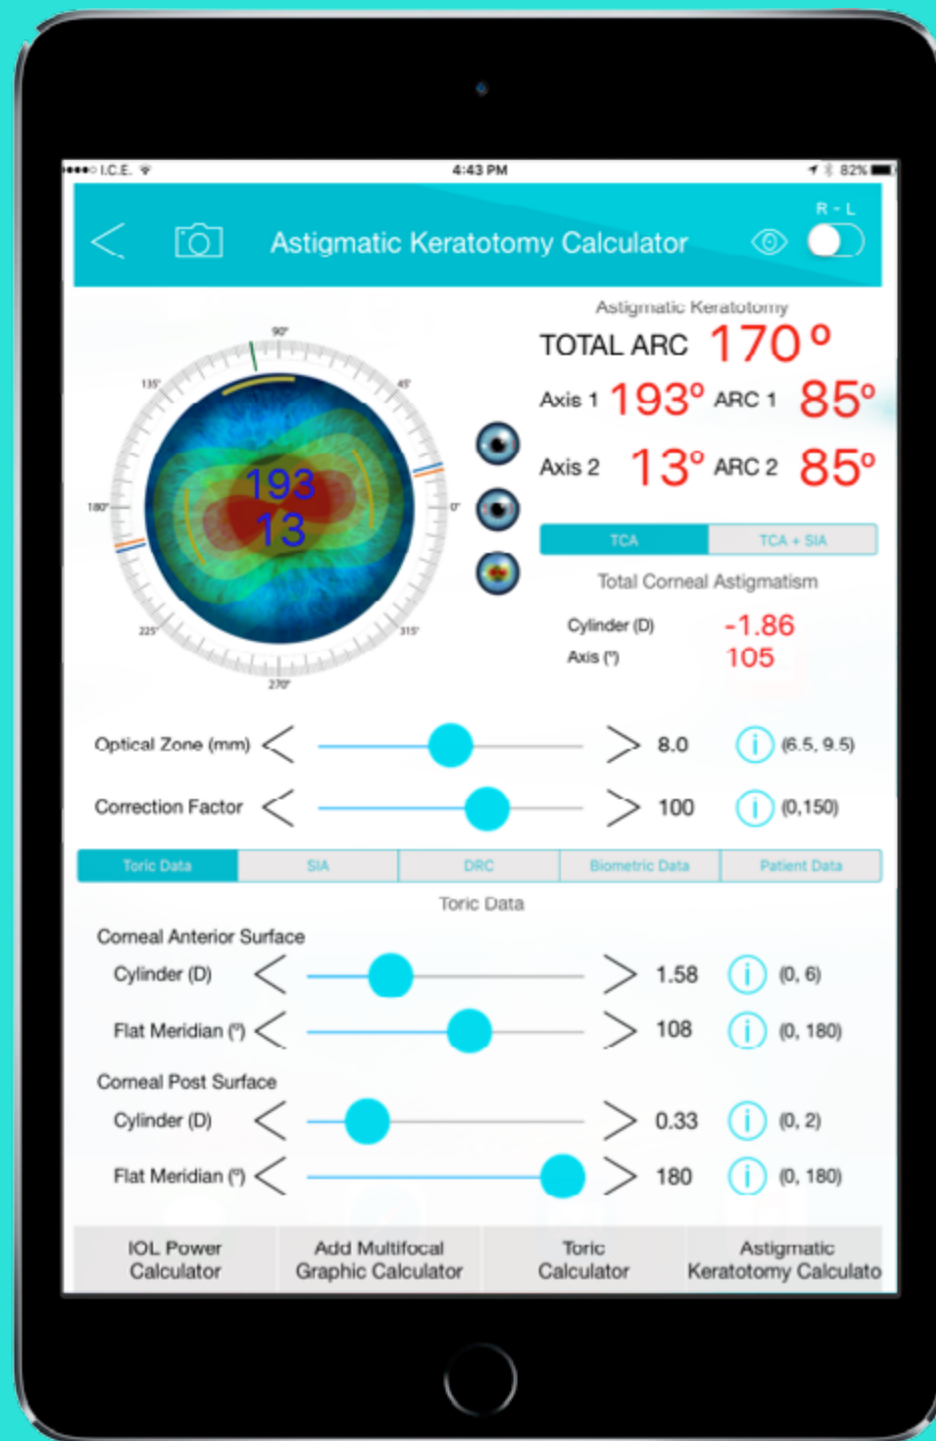 I.C.E. 4:43 PM 82%
R - L
Astigmatic Keratotomy Calculator
Astigmatic Keratotomy
TOTAL ARC 170º
Axis 1 193º ARC 1 85º
Axis 2 13º ARC 2 85º
90°
135° 45°
193
180° 0°
13
225° 315°
270°
TCA TCA + SIA
Total Corneal Astigmatism
Cylinder (D) -1.86
Axis (º) 105
Optical Zone (mm) < > 8.0 i (6.5, 9.5)
Correction Factor < > 100 i (0,150)
Toric Data SIA DRC Biometric Data Patient Data
Toric Data
Corneal Anterior Surface
Cylinder (D) < > 1.58 i (0, 6)
Flat Meridian (º) < > 108 i (0, 180)
Corneal Post Surface
Cylinder (D) < > 0.33 i (0, 2)
Flat Meridian (º) < > 180 i (0, 180)
IOL Power Add Multifocal Toric Astigmatic
Calculator Graphic Calculator Calculator Keratotomy Calculato